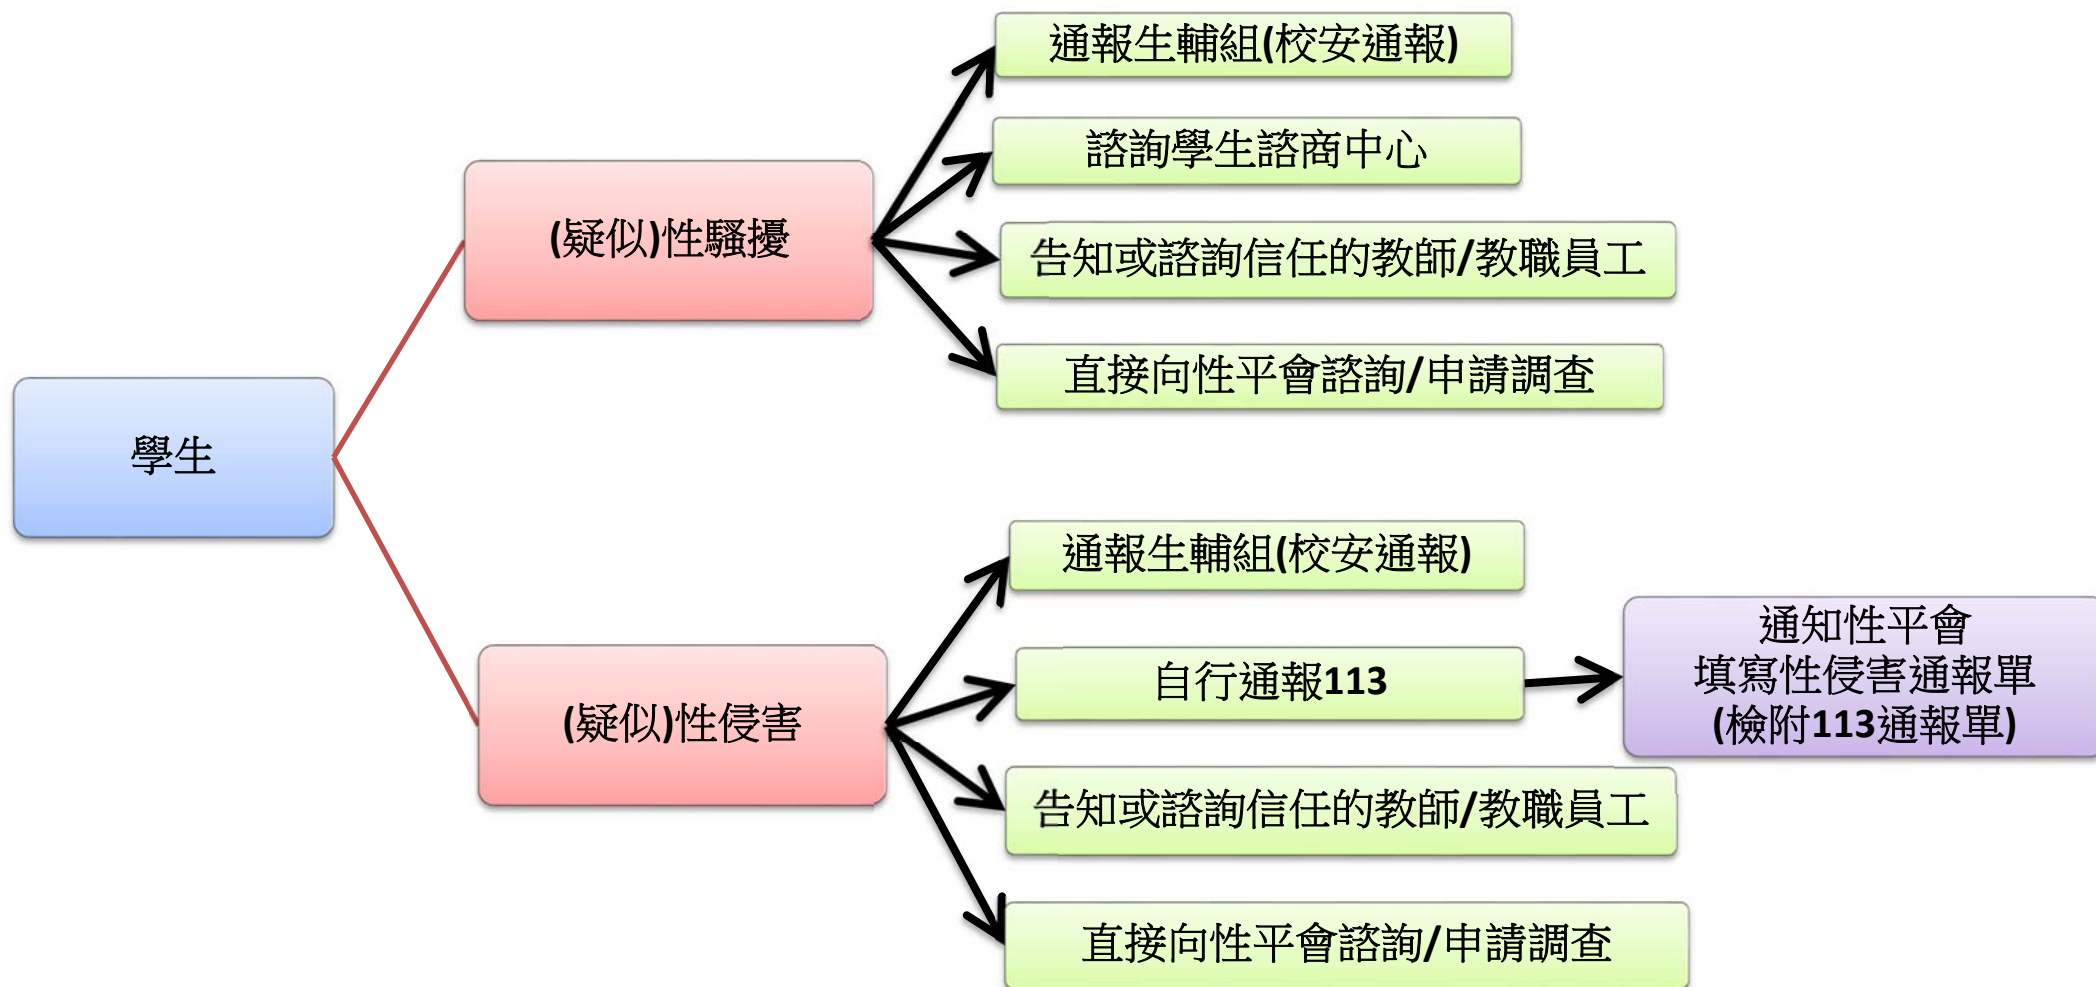 學生
(疑似)性騷擾
通報生輔組(校安通報)
諮詢學生諮商中心
告知或諮詢信任的教師/教職員工
直接向性平會諮詢/申請調查
(疑似)性侵害
通報生輔組(校安通報)
自行通報113
通知性平會
填寫性侵害通報單
(檢附113通報單)
告知或諮詢信任的教師/教職員工
直接向性平會諮詢/申請調查